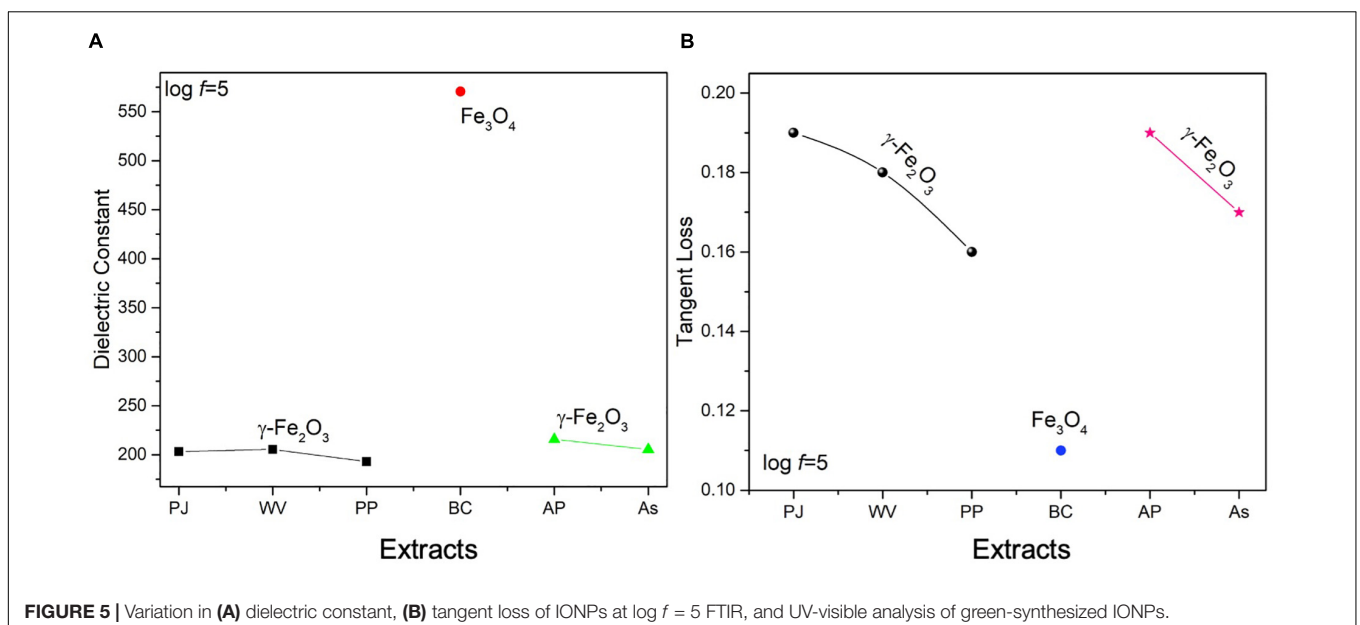 A
log f=5
Fe₃O₄
γ-Fe₂O₃
γ-Fe₂O₃
550
500
450
400
350
300
250
200
Dielectric Constant
PJ WV PP BC AP As
Extracts
B
0.20
0.18
0.16
0.14
0.12
0.10
Tangent Loss
γ-Fe₂O₃
γ-Fe₂O₃
Fe₃O₄
log f=5
PJ WV PP BC AP As
Extracts
FIGURE 5 | Variation in (A) dielectric constant, (B) tangent loss of IONPs at log f = 5 FTIR, and UV-visible analysis of green-synthesized IONPs.